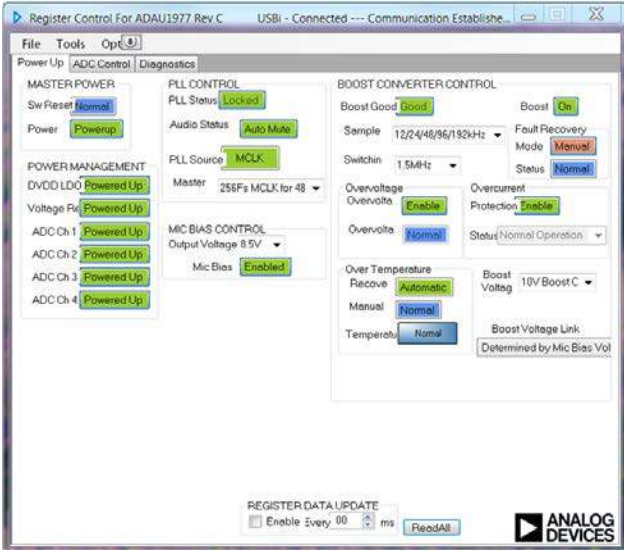 Register Control For ADAU1977 Rev C USBi - Connected --- Communication Establishe...
File Tools Opt
Power Up ADC Control Diagnostics
MASTER POWER
Sw Reset Normal
Power Powerup
POWER MANAGEMENT
DVDD LDO Powered Up
Voltage Re Powered Up
ADC Ch 1 Powered Up
ADC Ch 2 Powered Up
ADC Ch 3 Powered Up
ADC Ch 4 Powered Up
PLL CONTROL
PLL Status Locked
Audio Status Auto Mute
PLL Source MCLK
Master 256Fs MCLK for 48
MIC BIAS CONTROL
Output Voltage 8.5V
Mic Bias Enabled
BOOST CONVERTER CONTROL
Boost Good Good Boost On
Sample 12/24/48/96/192kHz
Switchin 1.5MHz
Fault Recovery
Mode Manual
Status Normal
Overvoltage
Overvolta Enable
Overvolta Normal
Overcurrent
Protection Enable
Status Normal Operation
Over Temperature
Recove Automatic
Manual Normal
Temperatu Normal
Boost
Voltag 10V Boost C
Boost Voltage Link
Determined by Mic Bias Vol
REGISTER DATA UPDATE
Enable Every 00 ms
ReadAll
ANALOG
DEVICES